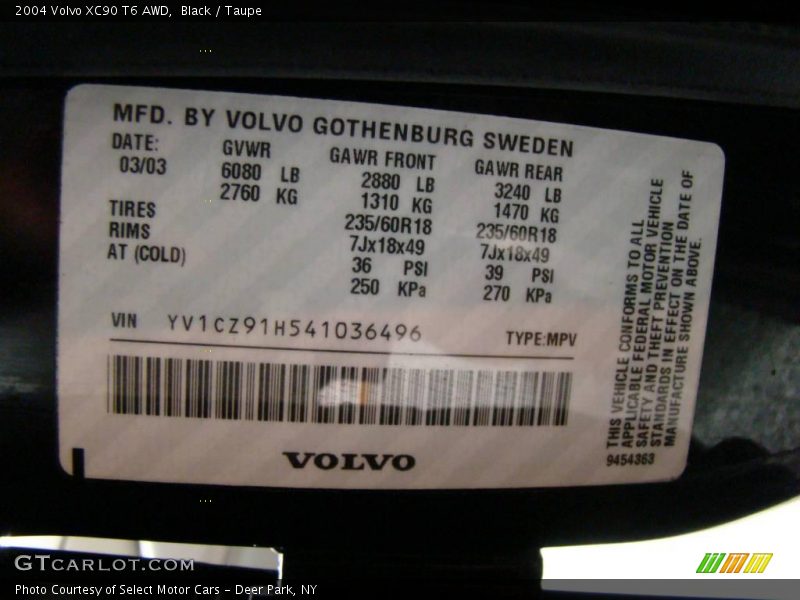 2004 Volvo XC90 T6 AWD,  Black / Taupe
MFD. BY VOLVO GOTHENBURG SWEDEN
DATE: GVWR GAWR FRONT GAWR REAR
03/03 6080 LB 2880 LB 3240 LB
2760 KG 1310 KG 1470 KG
TIRES 235/60R18 235/60R18
RIMS 7Jx18x49 7Jx18x49
AT (COLD) 36 PSI 39 PSI
250 KPa 270 KPa
VIN YV1CZ91H541036496 TYPE:MPV
VOLVO
THIS VEHICLE CONFORMS TO ALL
APPLICABLE FEDERAL MOTOR VEHICLE
SAFETY AND THEFT PREVENTION
STANDARDS IN EFFECT ON THE DATE OF
MANUFACTURE SHOWN ABOVE.
9454363
GTCARLOT.COM
Photo Courtesy of Select Motor Cars - Deer Park, NY